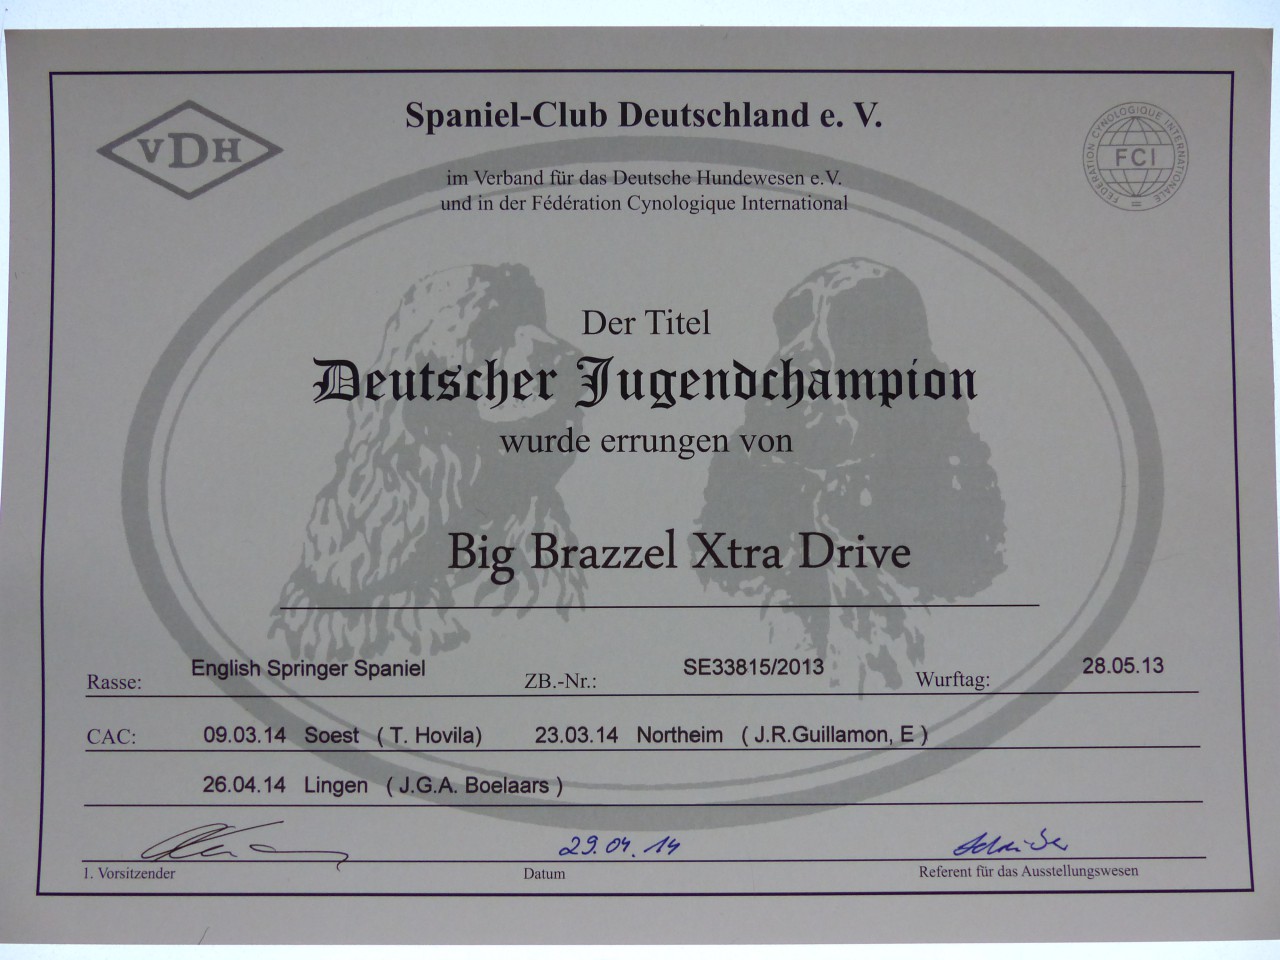 Spaniel-Club Deutschland e. V.
VDH
FEDERATION CYNOLOGIQUE INTERNATIONALE
FCI
im Verband für das Deutsche Hundewesen e.V.
und in der Fédération Cynologique International
Der Titel
Deutscher Jugendchampion
wurde errungen von
Big Brazzel Xtra Drive
Rasse: English Springer Spaniel ZB.-Nr.: SE33815/2013 Wurftag: 28.05.13
CAC: 09.03.14 Soest ( T. Hovila) 23.03.14 Northeim ( J.R.Guillamon, E )
26.04.14 Lingen ( J.G.A. Boelaars )
29.04.14
1. Vorsitzender Datum Referent für das Ausstellungswesen